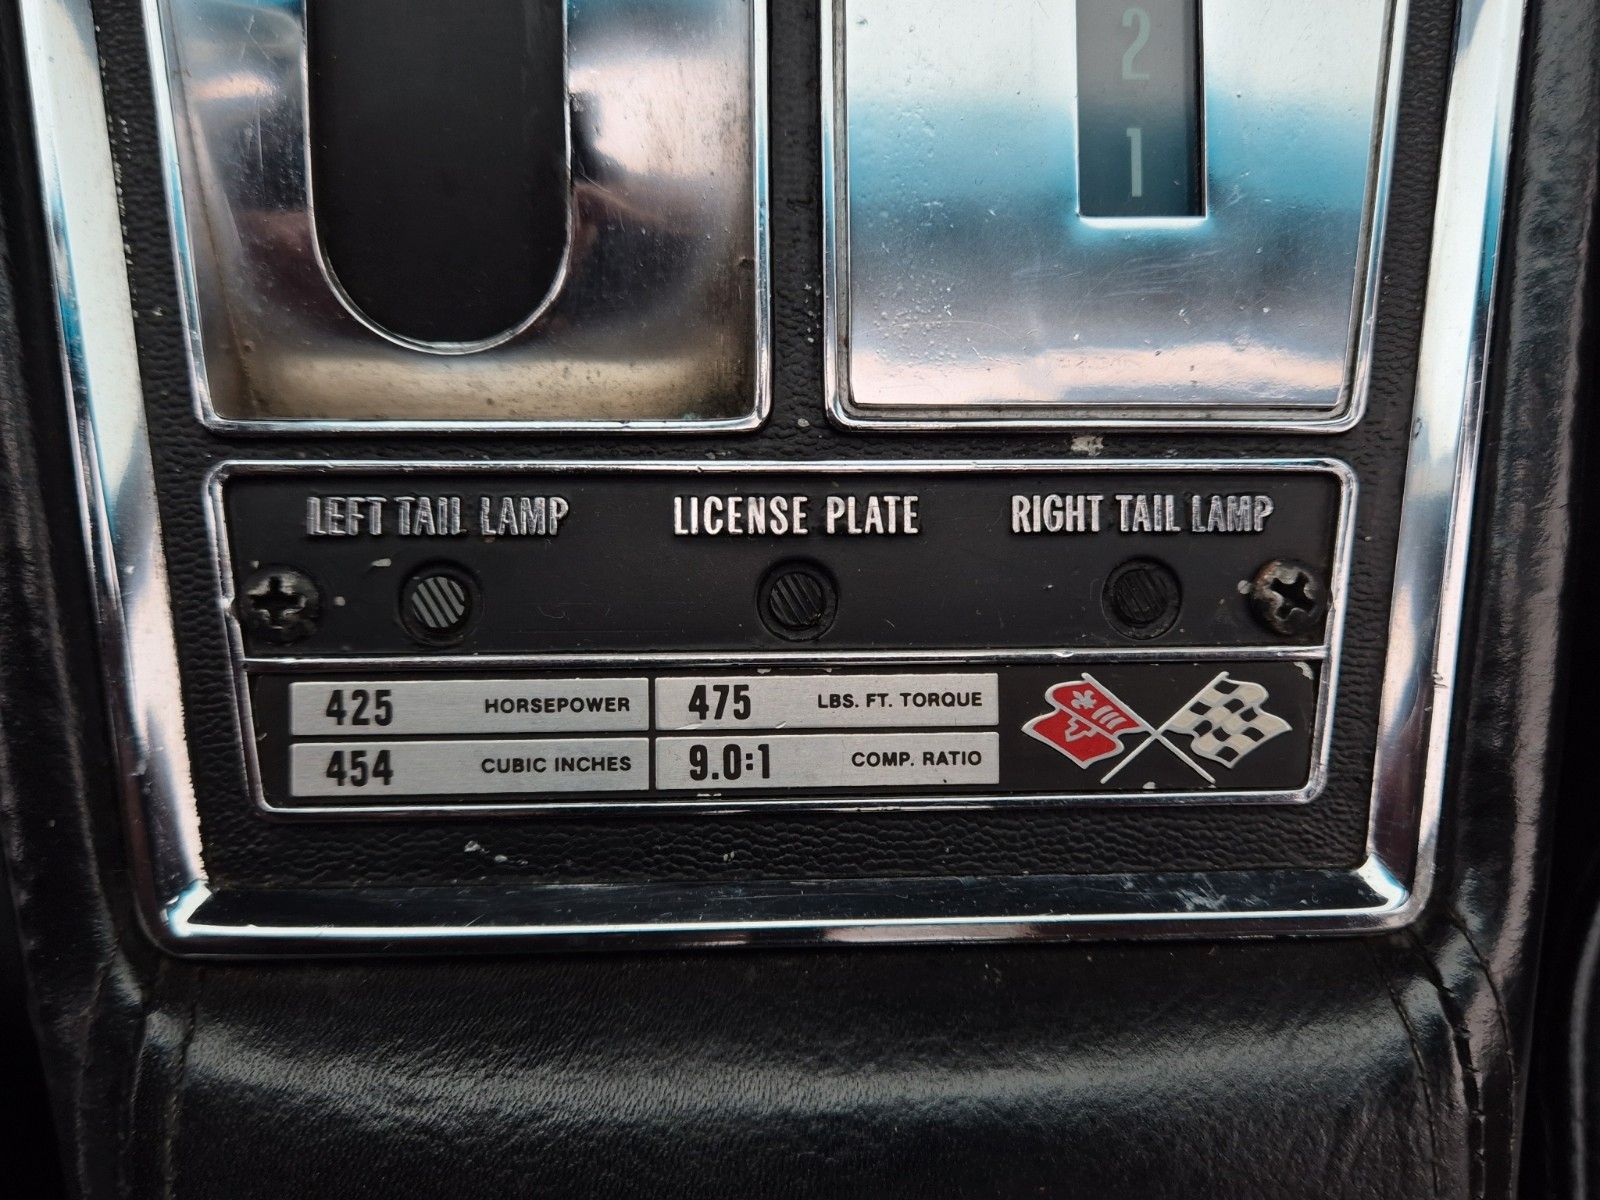 2
1
LEFT TAIL LAMP
LICENSE PLATE
RIGHT TAIL LAMP
425 HORSEPOWER
475 LBS. FT. TORQUE
454 CUBIC INCHES
9.0:1 COMP. RATIO